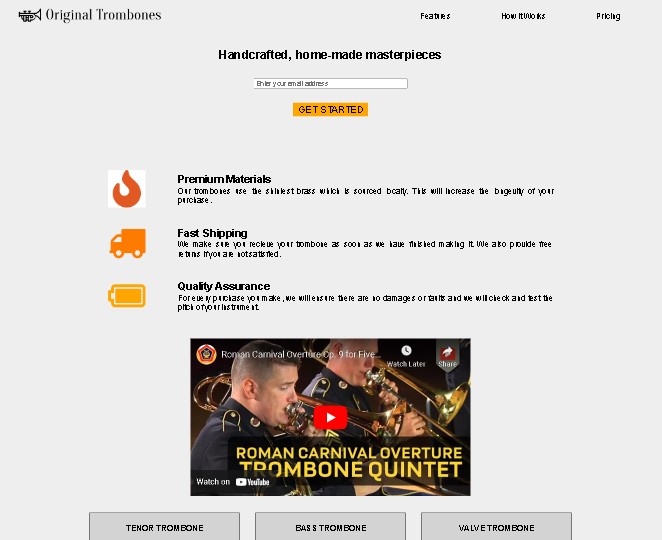 Original Trombones
Features
How It Works
Pricing
Handcrafted, home-made masterpieces
Enter your email address
GET STARTED
Premium Materials
Our trombones use the shiniest brass which is sourced locally. This will increase the longevity of your
purchase.
Fast Shipping
We make sure you recieve your trombone as soon as we have finished making it. We also provide free
returns if you are not satisfied.
Quality Assurance
For every purchase you make, we will ensure there are no damages or faults and we will check and test the
pitch of your instrument.
Roman Carnival Overture Op. 9 for Five...
Watch Later
Share
ROMAN CARNIVAL OVERTURE
TROMBONE QUINTET
Watch on YouTube
TENOR TROMBONE
BASS TROMBONE
VALVE TROMBONE